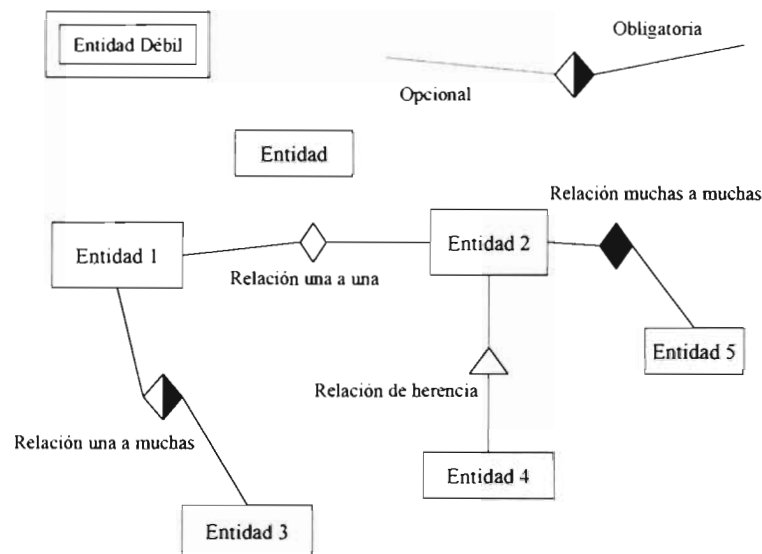 Entidad Débil
Obligatoria
Opcional
Entidad
Relación muchas a muchas
Entidad 1
Entidad 2
Relación una a una
Entidad 5
Relación de herencia
Relación una a muchas
Entidad 4
Entidad 3